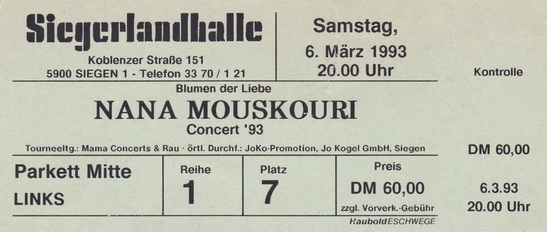 Siegerlandhalle
Koblenzer Straße 151
5900 SIEGEN 1 - Telefon 33 70 / 1 21
Samstag,
6. März 1993
20.00 Uhr
Kontrolle
Blumen der Liebe
NANA MOUSKOURI
Concert '93
Tourneeltg.: Mama Concerts & Rau · örtl. Durchf.: JoKo-Promotion, Jo Kogel GmbH, Siegen
DM 60,00
Parkett Mitte
LINKS
Reihe
1
Platz
7
Preis
DM 60,00
zzgl. Vorverk.-Gebühr
6.3.93
20.00 Uhr
Haubold ESCHWEGE